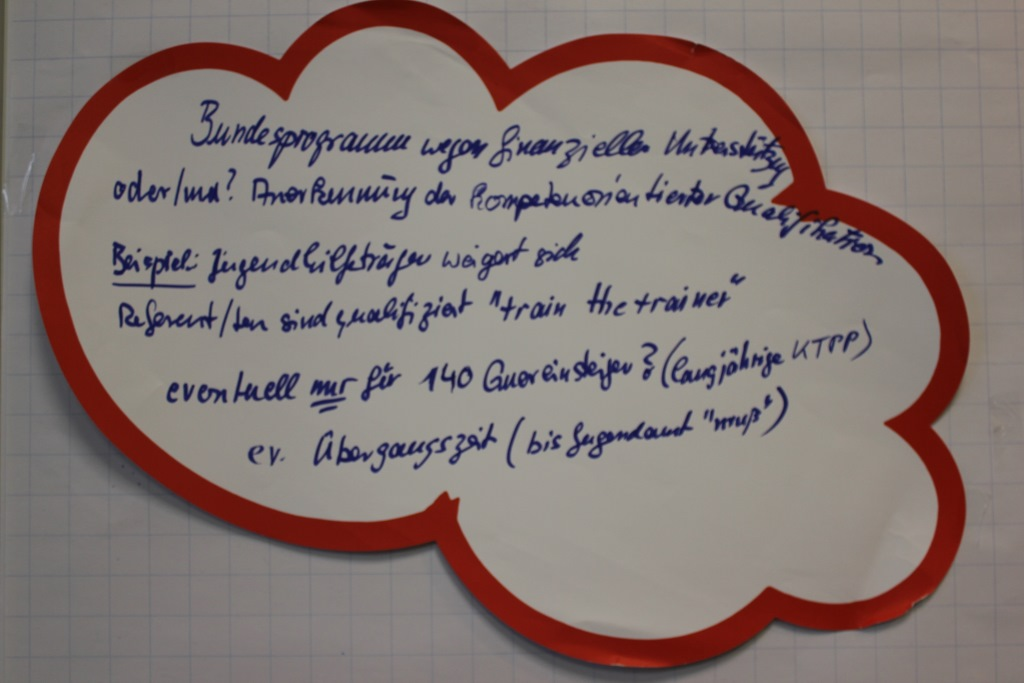 Bundesprogramm wegen finanzieller Unterstützung
oder/und? Anerkennung der kompetenzorientierter Qualifikation
Beispiel: Jugendhilfeträger weigert sich
Referent/ten sind qualifiziert "train the trainer"
eventuell nur für 140 Quereinsteiger? (langjährige KTPP)
ev. Übergangszeit (bis Jugendamt "muß")